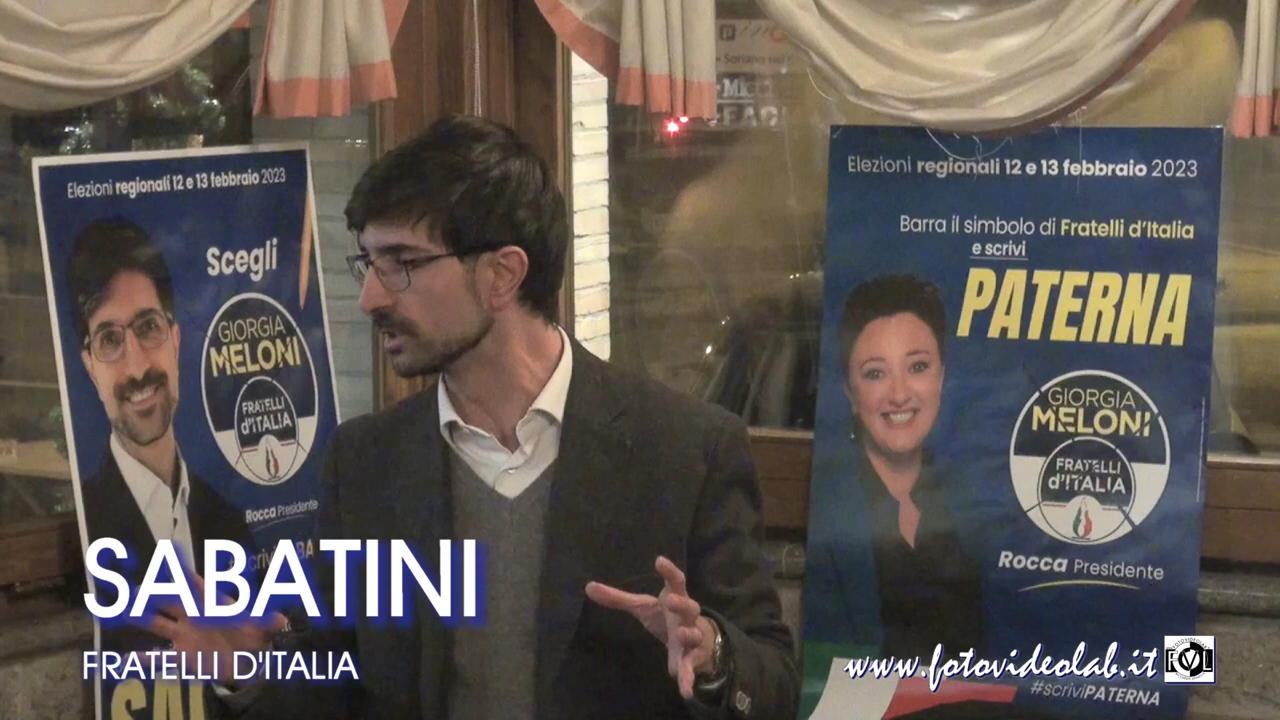 Soriano nel
Elezioni regionali 12 e 13 febbraio 2023
Scegli
GIORGIA
MELONI
FRATELLI
d'ITALIA
Rocca Presidente
Elezioni regionali 12 e 13 febbraio 2023
Barra il simbolo di Fratelli d'Italia
e scrivi
PATERNA
GIORGIA
MELONI
FRATELLI
d'ITALIA
Rocca Presidente
#scriviPATERNA
SABATINI
FRATELLI D'ITALIA
www.fotovideolab.it
FVL